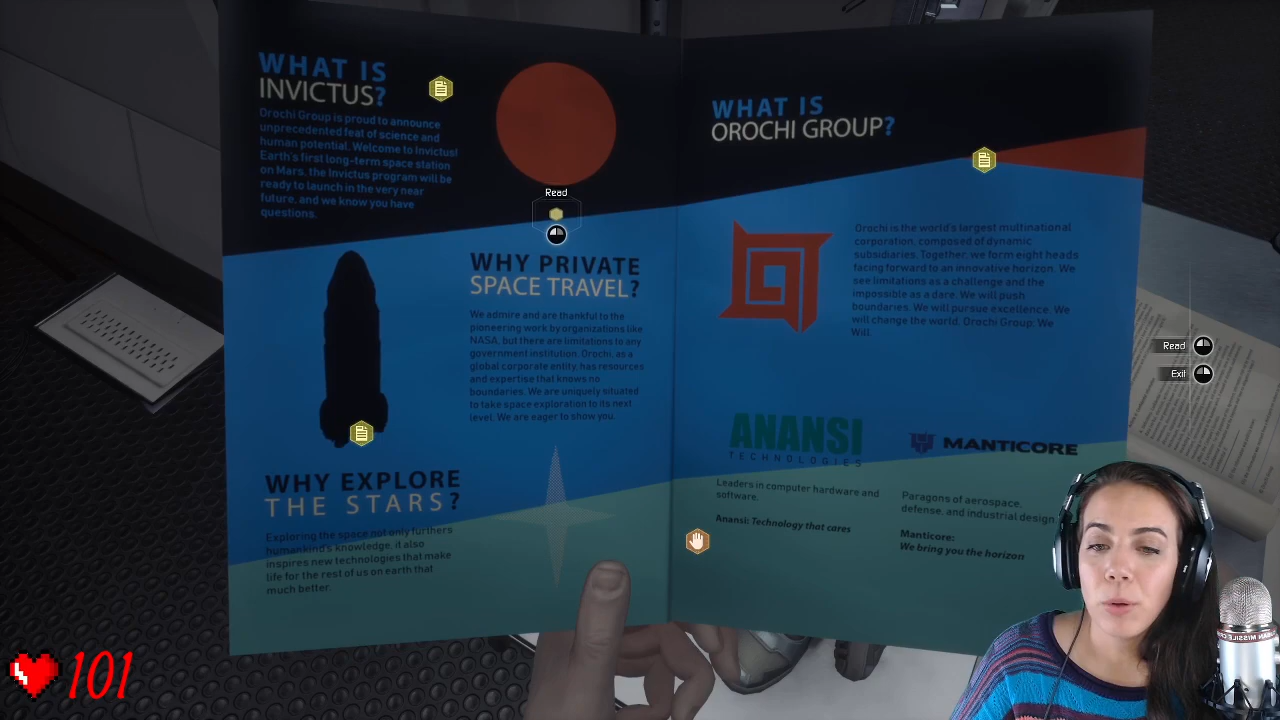 WHAT IS
INVICTUS?
Orochi Group is proud to announce
unprecedented feat of science and
human potential. Welcome to Invictus!
Earth's first long-term space station
on Mars, the Invictus program will be
ready to launch in the very near
future, and we know you have
questions.
Read
WHY PRIVATE
SPACE TRAVEL?
We admire and are thankful to the
pioneering work by organizations like
NASA, but there are limitations to any
government institution. Orochi, as a
global corporate entity, has resources
and expertise that knows no
boundaries. We are uniquely situated
to take space exploration to its next
level. We are eager to show you.
WHY EXPLORE
THE STARS?
Exploring the space not only furthers
humankind's knowledge, it also
inspires new technologies that make
life for the rest of us on earth that
much better.
WHAT IS
OROCHI GROUP?
Orochi is the world's largest multinational
corporation, composed of dynamic
subsidiaries. Together, we form eight heads
facing forward to an innovative horizon. We
see limitations as a challenge and the
impossible as a dare. We will push
boundaries. We will pursue excellence. We
will change the world. Orochi Group: We
Will.
ANANSI
TECHNOLOGIES
Leaders in computer hardware and
software.
Anansi: Technology that cares
MANTICORE
Paragons of aerospace,
defense, and industrial design.
Manticore:
We bring you the horizon
Read
Exit
101